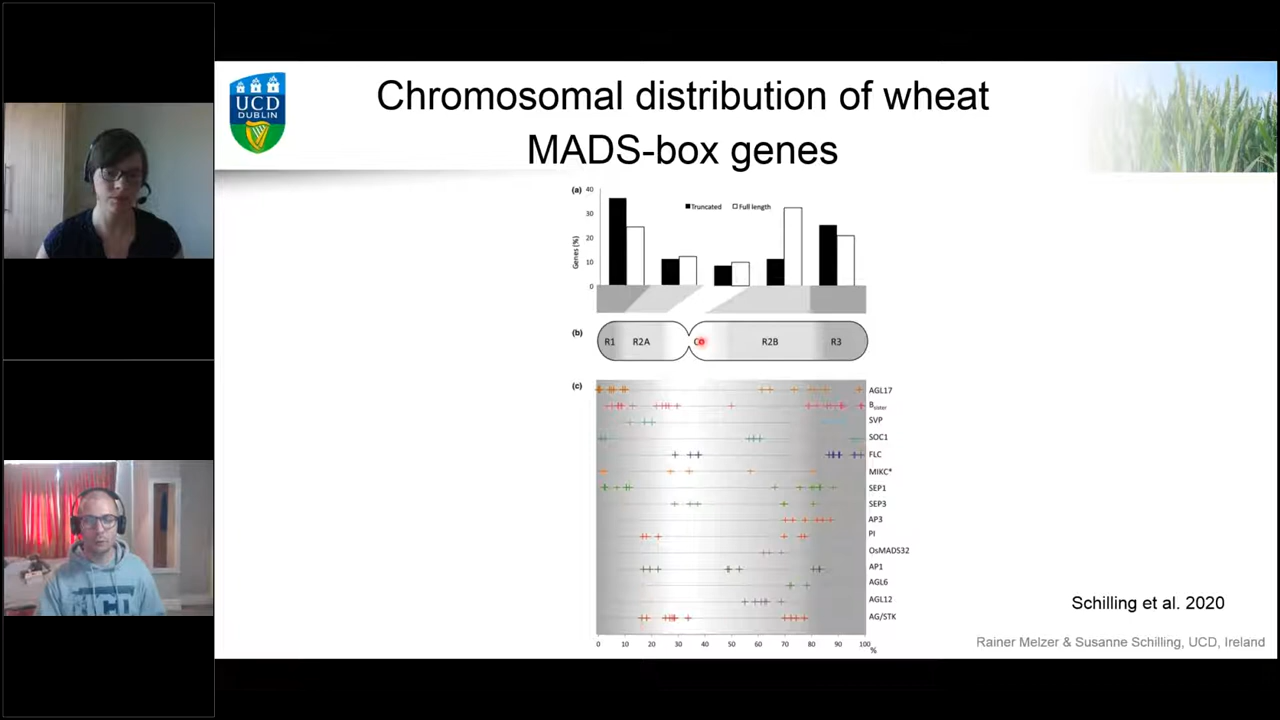 UCD
DUBLIN
Chromosomal distribution of wheat
MADS-box genes
(a)
40
30
20
10
0
Genes (%)
Truncated
Full length
(b)
R1
R2A
R2B
R3
(c)
AGL17
Bsister
SVP
SOC1
FLC
MIKC*
SEP1
SEP3
AP3
PI
OsMADS32
AP1
AGL6
AGL12
AG/STK
0 10 20 30 40 50 60 70 80 90 100
%
Schilling et al. 2020
Rainer Melzer & Susanne Schilling, UCD, Ireland